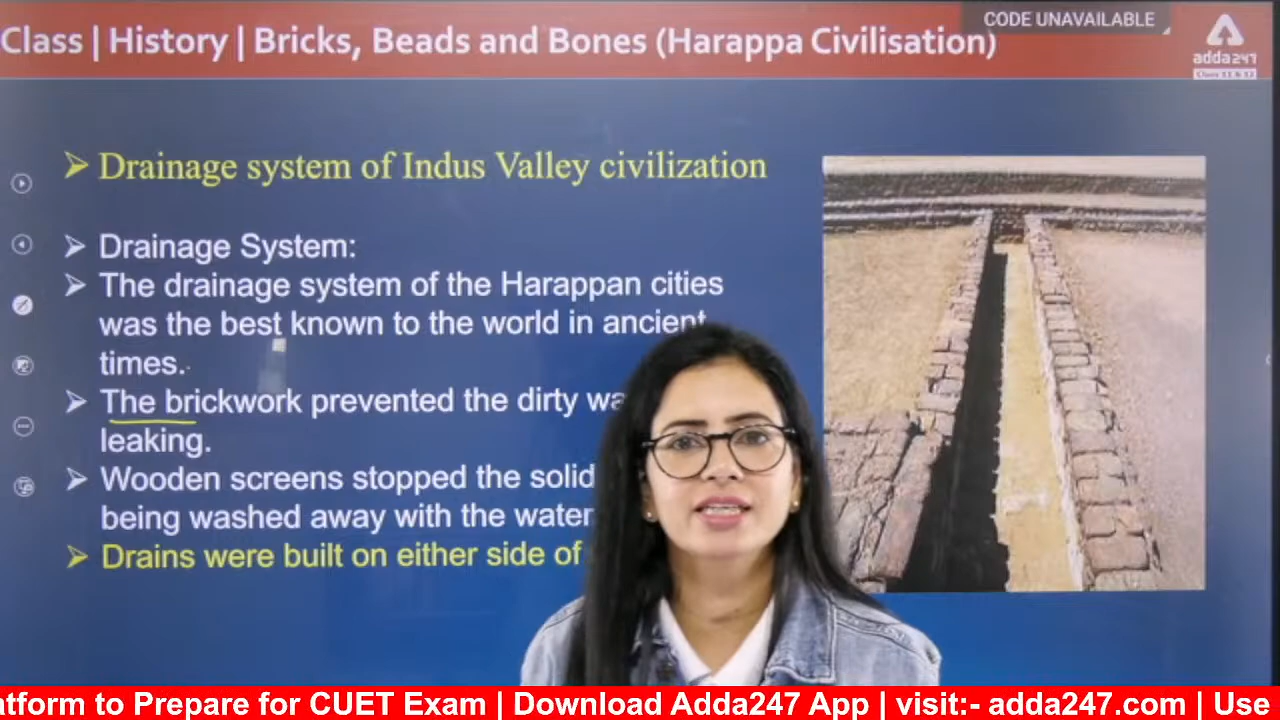 CODE UNAVAILABLE
Class | History | Bricks, Beads and Bones (Harappa Civilisation)
adda247
Class 11 & 12
Drainage system of Indus Valley civilization
Drainage System:
The drainage system of the Harappan cities
was the best known to the world in ancient
times.
The brickwork prevented the dirty
leaking.
Wooden screens stopped the solid
being washed away with the water
Drains were built on either side of
to Prepare for CUET Exam | Download Adda247 App | visit:- adda247.com | Use